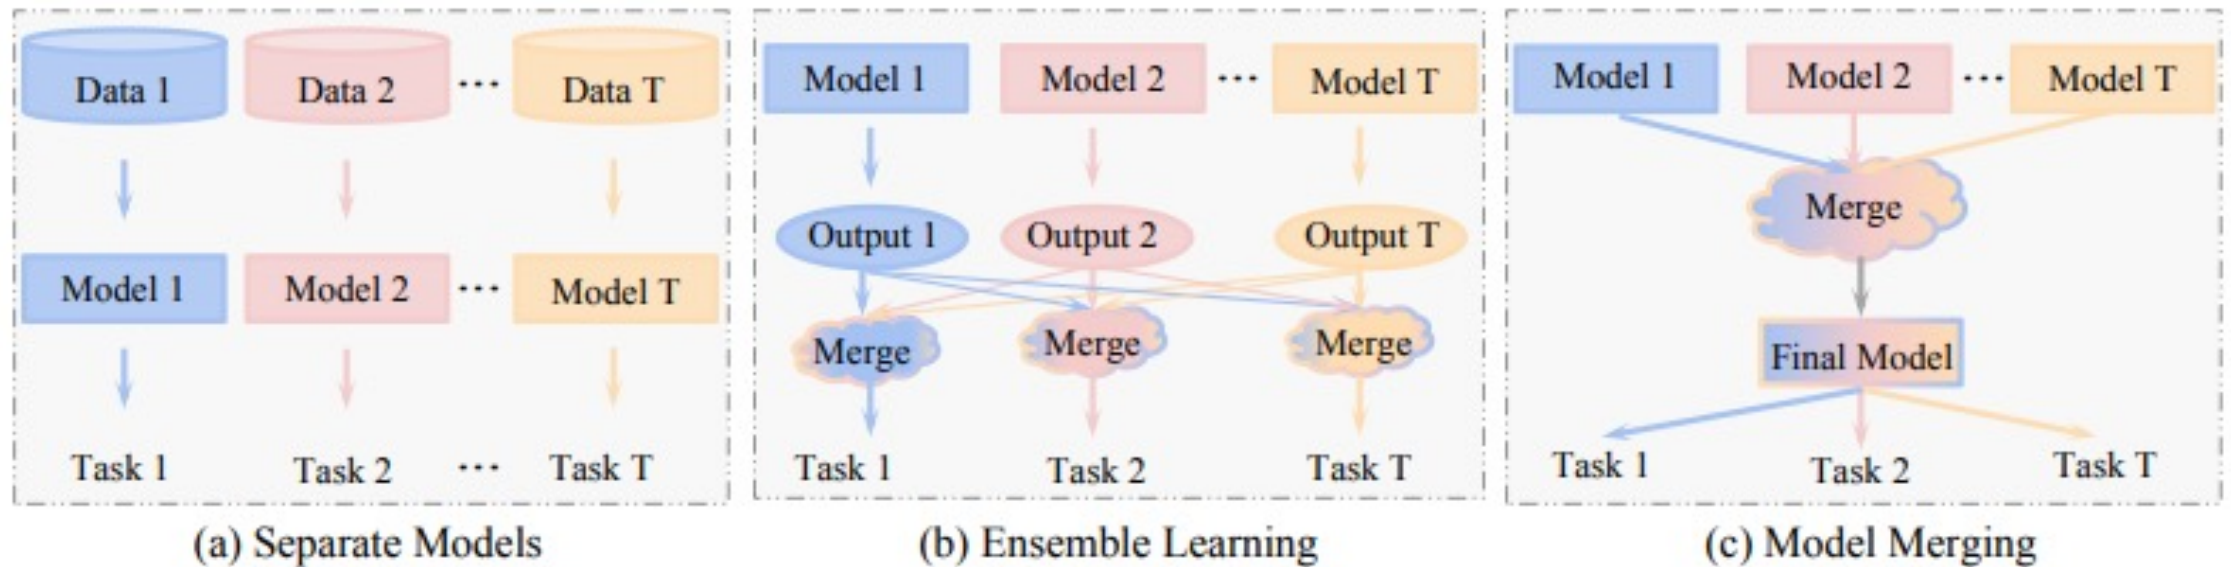 Data 1 Data 2 ... Data T
Model 1 Model 2 ... Model T
Task 1 Task 2 ... Task T
(a) Separate Models
Model 1 Model 2 ... Model T
Output 1 Output 2 Output T
Merge Merge Merge
Task 1 Task 2 Task T
(b) Ensemble Learning
Model 1 Model 2 ... Model T
Merge
Final Model
Task 1 Task 2 Task T
(c) Model Merging